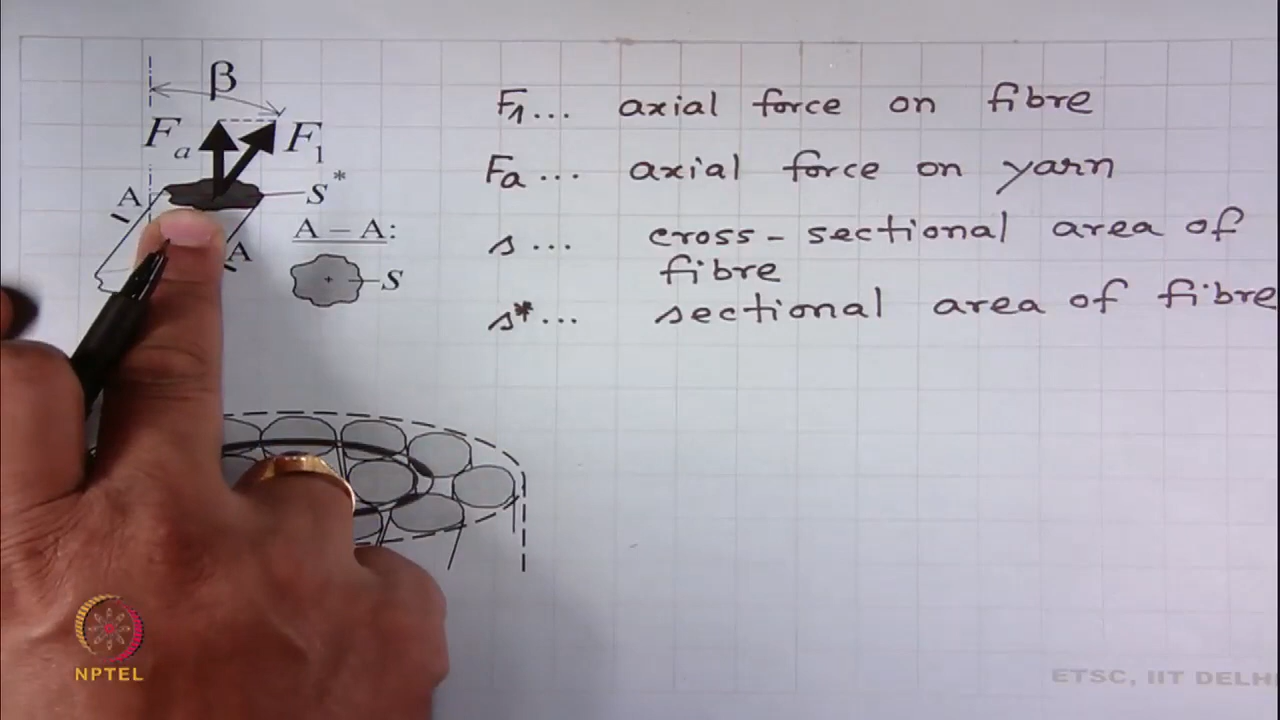 β
Fa F1
A S*
A – A:
A S
F1... axial force on fibre
Fa ... axial force on yarn
s ... cross-sectional area of
fibre
s* ... sectional area of fibre
NPTEL
ETSC, IIT DELHI